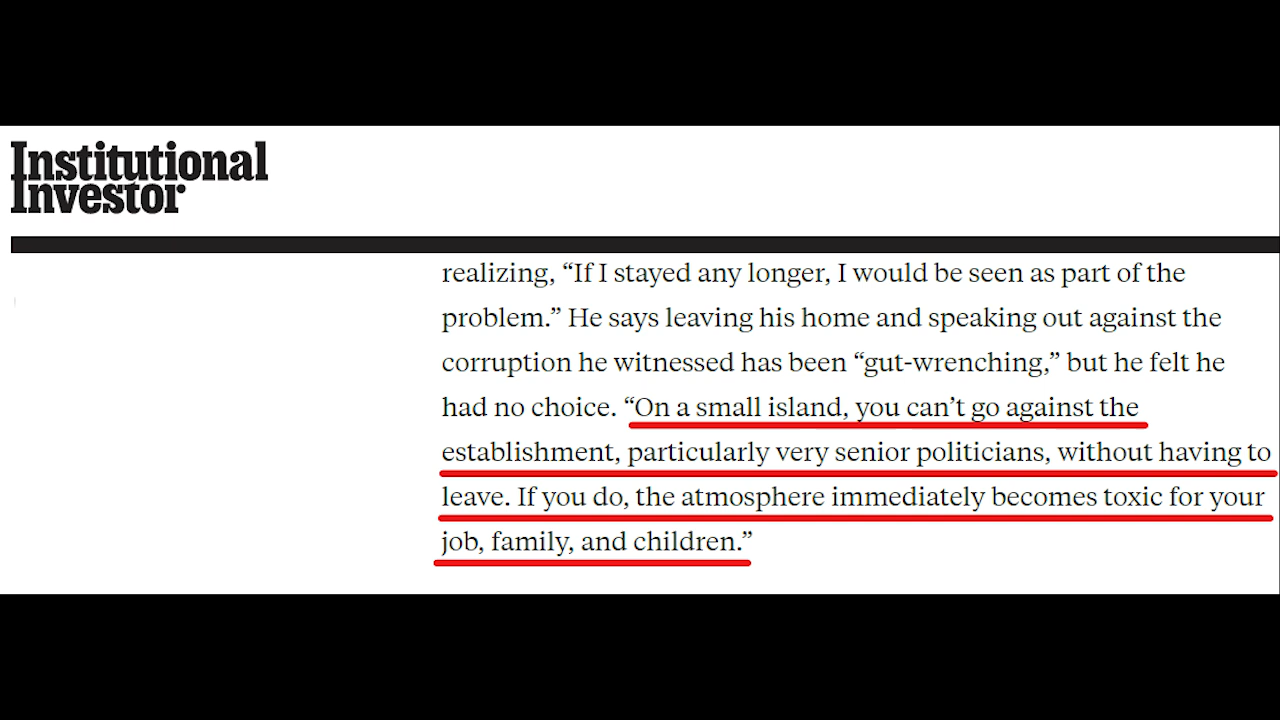 Institutional
Investor
realizing, “If I stayed any longer, I would be seen as part of the
problem.” He says leaving his home and speaking out against the
corruption he witnessed has been “gut-wrenching,” but he felt he
had no choice. “On a small island, you can’t go against the
establishment, particularly very senior politicians, without having to
leave. If you do, the atmosphere immediately becomes toxic for your
job, family, and children.”